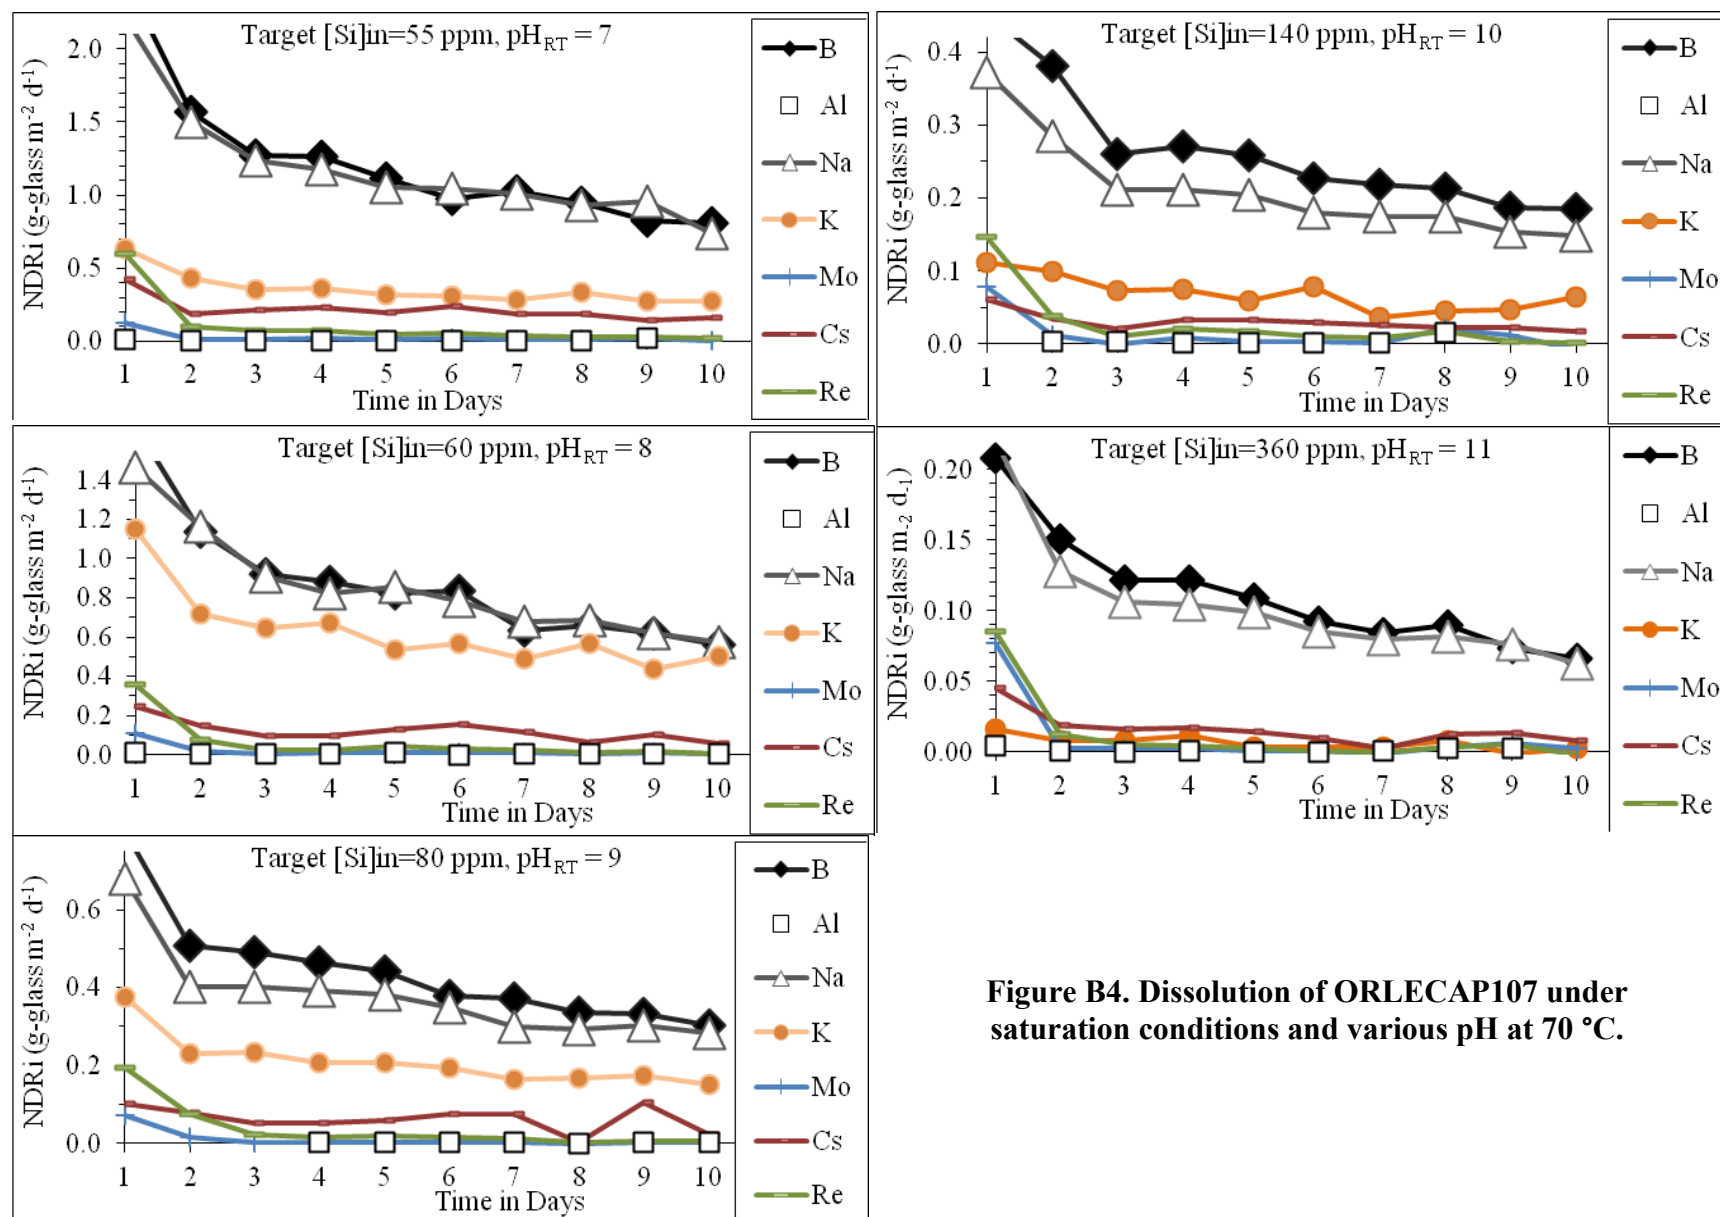 Target [Si]in=55 ppm, pHRT = 7
NDRi (g-glass m-2 d-1)
2.0
1.5
1.0
0.5
0.0
1 2 3 4 5 6 7 8 9 10
Time in Days
B
Al
Na
K
Mo
Cs
Re
Target [Si]in=140 ppm, pHRT = 10
NDRi (g-glass m-2 d-1)
0.4
0.3
0.2
0.1
0.0
1 2 3 4 5 6 7 8 9 10
Time in Days
B
Al
Na
K
Mo
Cs
Re
Target [Si]in=60 ppm, pHRT = 8
NDRi (g-glass m-2 d-1)
1.4
1.2
1.0
0.8
0.6
0.4
0.2
0.0
1 2 3 4 5 6 7 8 9 10
Time in Days
B
Al
Na
K
Mo
Cs
Re
Target [Si]in=360 ppm, pHRT = 11
NDRi (g-glass m-2 d-1)
0.20
0.15
0.10
0.05
0.00
1 2 3 4 5 6 7 8 9 10
Time in Days
B
Al
Na
K
Mo
Cs
Re
Target [Si]in=80 ppm, pHRT = 9
NDRi (g-glass m-2 d-1)
0.6
0.4
0.2
0.0
1 2 3 4 5 6 7 8 9 10
Time in Days
B
Al
Na
K
Mo
Cs
Re
Figure B4. Dissolution of ORLECAP107 under
saturation conditions and various pH at 70 °C.